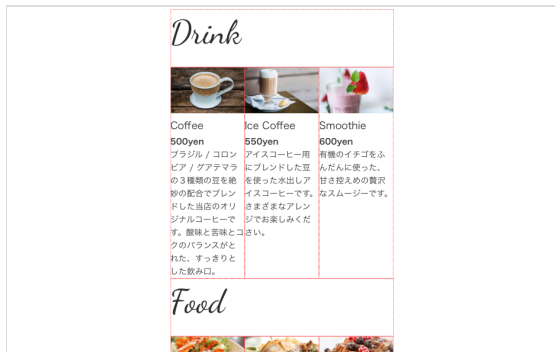 Drink
Coffee
500yen
ブラジル / コロン
ビア / グアテマラ
の３種類の豆を絶
妙の配合でブレン
ドした当店のオリ
ジナルコーヒーで
す。酸味と苦味とコ
クのバランスがと
れた、すっきりと
した飲み口。
Ice Coffee
550yen
アイスコーヒー用
にブレンドした豆
を使った水出しア
イスコーヒーです。
さまざまなアレン
ジでお楽しみくだ
さい。
Smoothie
600yen
有機のイチゴをふ
んだんに使った、
甘さ控えめの贅沢
なスムージーです。
Food